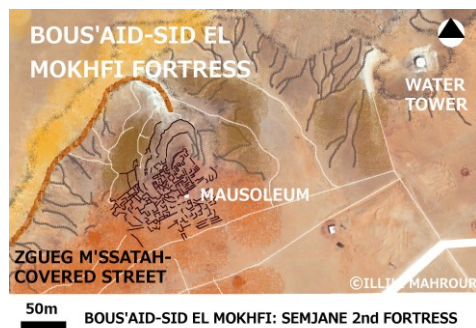 BOUS'AID-SID EL
MOKHFI FORTRESS
WATER
TOWER
MAUSOLEUM
ZGUEG M'SSATAH-
COVERED STREET
©ILLILI MAHROUR
50m
BOUS'AID-SID EL MOKHFI: SEMJANE 2nd FORTRESS